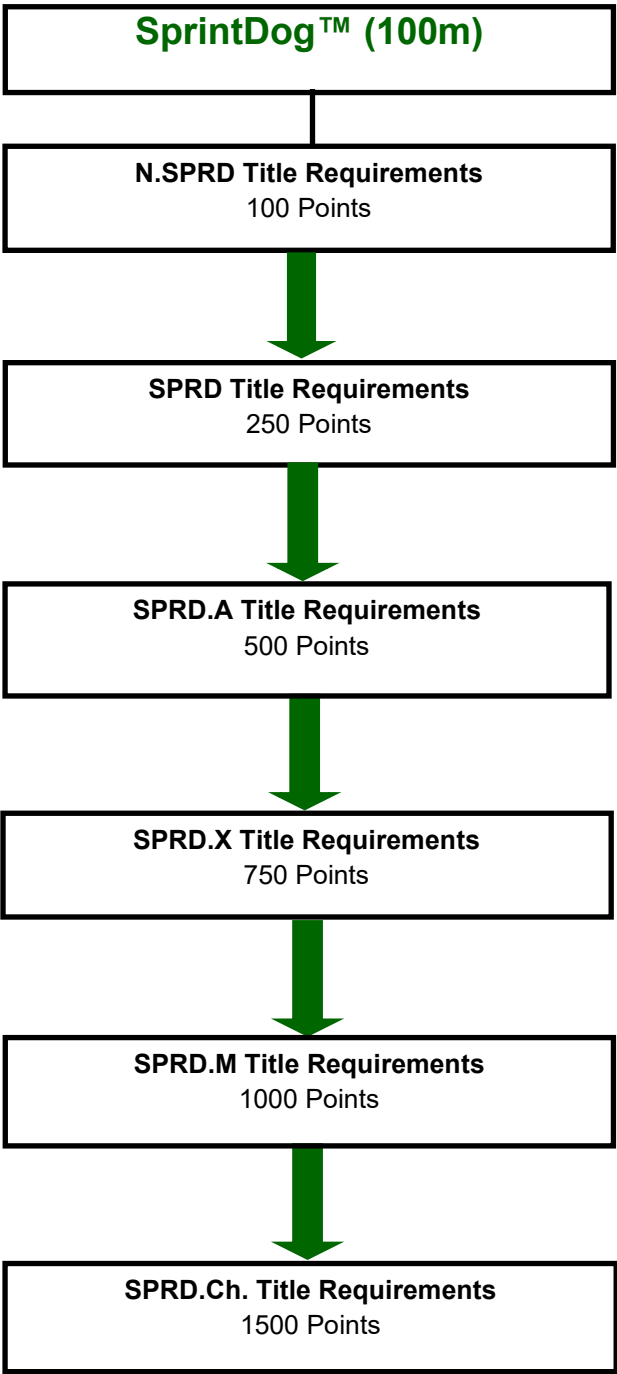 SprintDog™ (100m)
N.SPRD Title Requirements
100 Points
SPRD Title Requirements
250 Points
SPRD.A Title Requirements
500 Points
SPRD.X Title Requirements
750 Points
SPRD.M Title Requirements
1000 Points
SPRD.Ch. Title Requirements
1500 Points